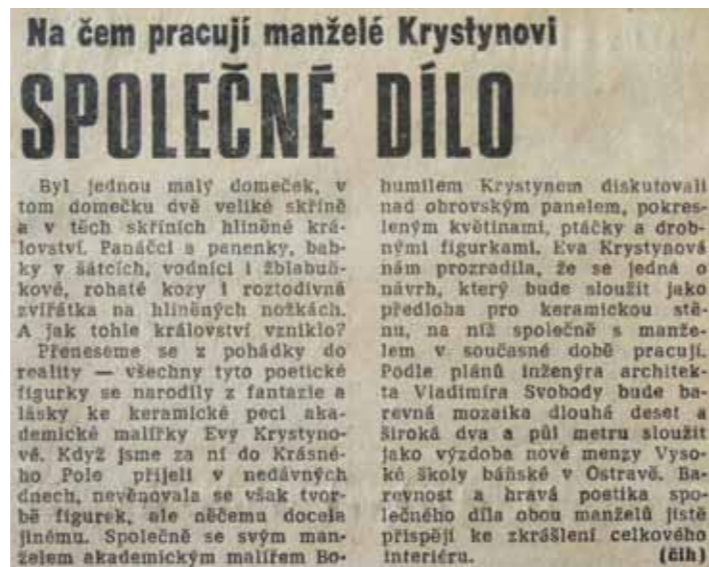 Na čem pracují manželé Krystynovi
SPOLEČNÉ DÍLO
Byl jednou malý domeček, v
tom domečku dvě veliké skříně
a v těch skříních hliněné krá-
lovství. Panáčci a panenky, bab-
ky v šátcích, vodníci i žblabuň-
kové, rohaté kozy i roztodivná
zvířátka na hliněných nožkách.
A jak tohle království vzniklo?
Přeneseme se z pohádky do
reality — všechny tyto poetické
figurky se narodily z fantazie a
lásky ke keramické peci aka-
demické malířky Evy Krystyno-
vé. Když jsme za ní do Krásné-
ho Pole přijeli v nedávných
dnech, nevěnovala se však tvor-
bě figurek, ale něčemu docela
jinému. Společně se svým man-
želem akademickým malířem Bo-
humilem Krystynem diskutovali
nad obrovským panelem, pokres-
leným květinami, ptáčky a drob-
nými figurkami. Eva Krystynová
nám prozradila, že se jedná o
návrh, který bude sloužit jako
předloha pro keramickou stě-
nu, na níž společně s manže-
lem v současné době pracují.
Podle plánů inženýra architek-
ta Vladimíra Svobody bude ba-
revná mozaika dlouhá deset a
široká dva a půl metru sloužit
jako výzdoba nové menzy Vyso-
ké školy báňské v Ostravě. Ba-
revnost a hravá poetika spo-
lečného díla obou manželů jistě
přispějí ke zkrášlení celkového
interiéru. (čih)